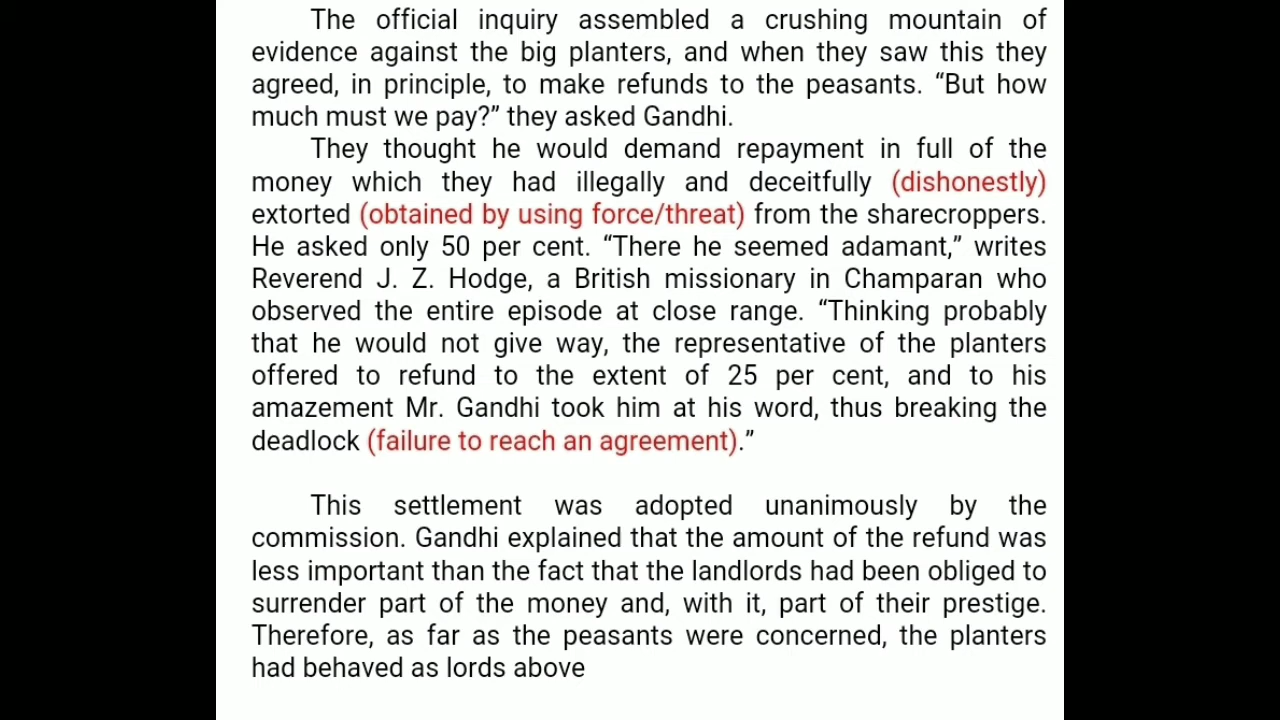 The official inquiry assembled a crushing mountain of
evidence against the big planters, and when they saw this they
agreed, in principle, to make refunds to the peasants. “But how
much must we pay?” they asked Gandhi.
They thought he would demand repayment in full of the
money which they had illegally and deceitfully (dishonestly)
extorted (obtained by using force/threat) from the sharecroppers.
He asked only 50 per cent. “There he seemed adamant,” writes
Reverend J. Z. Hodge, a British missionary in Champaran who
observed the entire episode at close range. “Thinking probably
that he would not give way, the representative of the planters
offered to refund to the extent of 25 per cent, and to his
amazement Mr. Gandhi took him at his word, thus breaking the
deadlock (failure to reach an agreement).”
This settlement was adopted unanimously by the
commission. Gandhi explained that the amount of the refund was
less important than the fact that the landlords had been obliged to
surrender part of the money and, with it, part of their prestige.
Therefore, as far as the peasants were concerned, the planters
had behaved as lords above